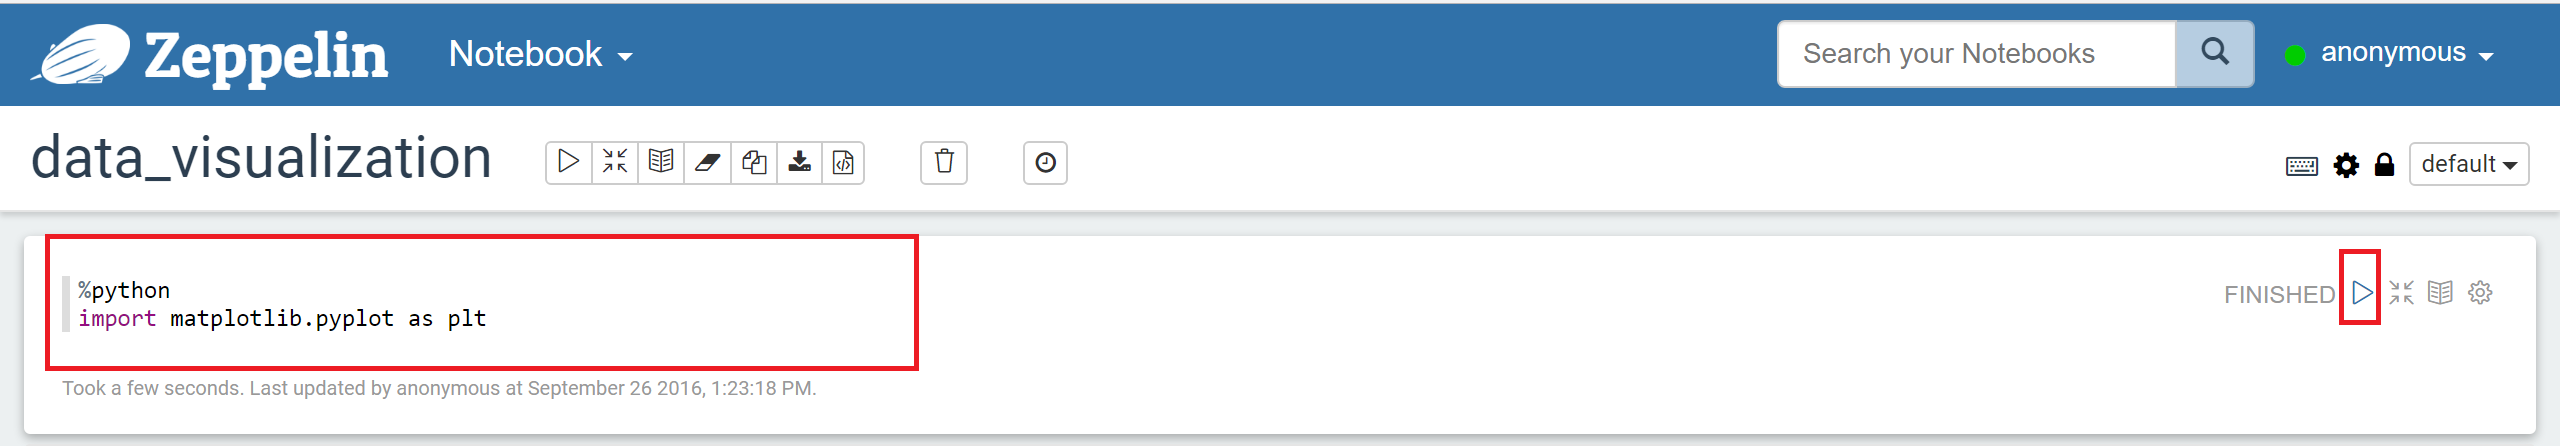 Zeppelin Notebook Search your Notebooks anonymous
data_visualization default
%python
FINISHED
import matplotlib.pyplot as plt
Took a few seconds. Last updated by anonymous at September 26 2016, 1:23:18 PM.